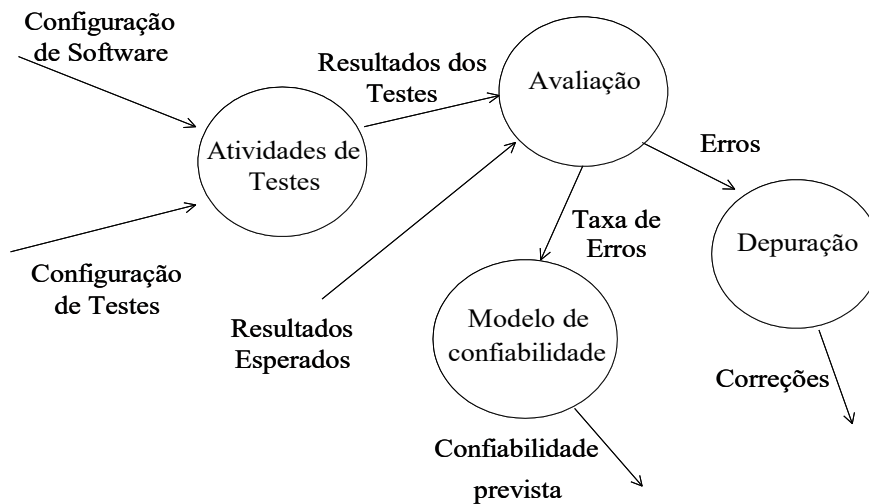 Configuração
de Software
Resultados dos
Testes
Avaliação
Atividades de
Testes
Erros
Configuração
de Testes
Taxa de
Erros
Depuração
Resultados
Esperados
Modelo de
confiabilidade
Correções
Confiabilidade
prevista